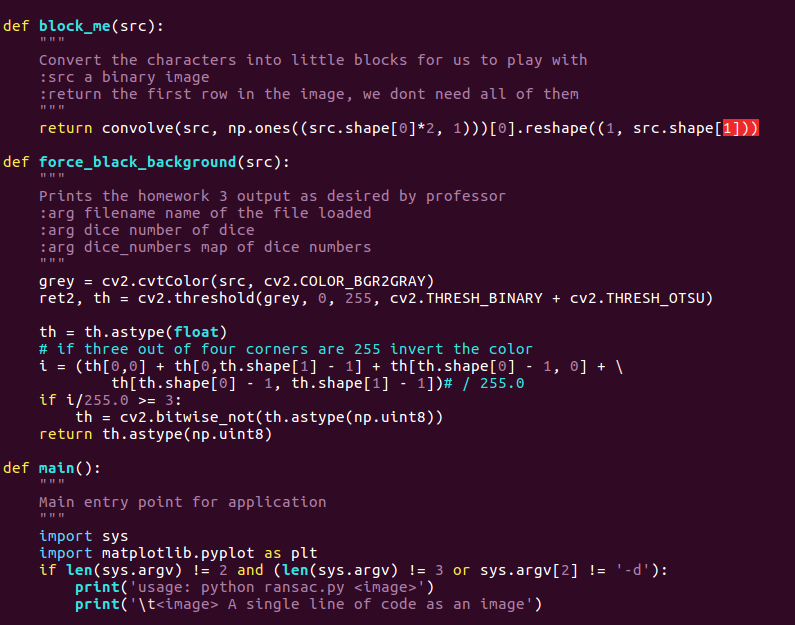 def block_me(src):
    """
    Convert the characters into little blocks for us to play with
    :src a binary image
    :return the first row in the image, we dont need all of them
    """
    return convolve(src, np.ones((src.shape[0]*2, 1)))[0].reshape((1, src.shape[1]))
def force_black_background(src):
    """
    Prints the homework 3 output as desired by professor
    :arg filename name of the file loaded
    :arg dice number of dice
    :arg dice_numbers map of dice numbers
    """
    grey = cv2.cvtColor(src, cv2.COLOR_BGR2GRAY)
    ret2, th = cv2.threshold(grey, 0, 255, cv2.THRESH_BINARY + cv2.THRESH_OTSU)
    th = th.astype(float)
    # if three out of four corners are 255 invert the color
    i = (th[0,0] + th[0,th.shape[1] - 1] + th[th.shape[0] - 1, 0] + \
            th[th.shape[0] - 1, th.shape[1] - 1])# / 255.0
    if i/255.0 >= 3:
        th = cv2.bitwise_not(th.astype(np.uint8))
    return th.astype(np.uint8)
def main():
    """
    Main entry point for application
    """
    import sys
    import matplotlib.pyplot as plt
    if len(sys.argv) != 2 and (len(sys.argv) != 3 or sys.argv[2] != '-d'):
        print('usage: python ransac.py <image>')
        print('\t<image> A single line of code as an image')